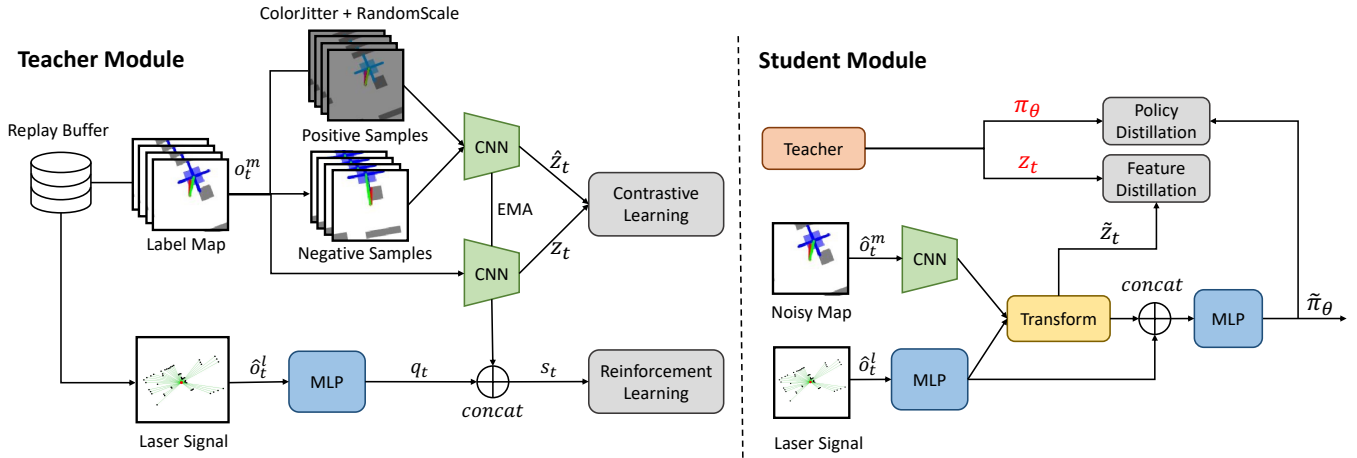 Teacher Module
ColorJitter + RandomScale
Replay Buffer
Positive Samples
o_t^m
Label Map
Negative Samples
CNN
ẑ_t
EMA
Contrastive
Learning
z_t
CNN
ô_t^l
MLP
q_t
concat
s_t
Reinforcement
Learning
Laser Signal
Student Module
Teacher
π_θ
Policy
Distillation
z_t
Feature
Distillation
z̃_t
ô_t^m
CNN
Noisy Map
Transform
concat
MLP
π̃_θ
ô_t^l
MLP
Laser Signal